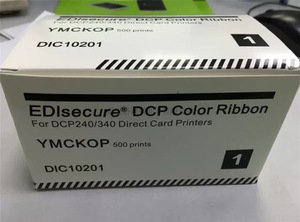 YMCKOP 500 prints
DIC10201
1
EDIsecure® DCP Color Ribbon
For DCP240/340 Direct Card Printers
YMCKOP 500 prints
DIC10201
1